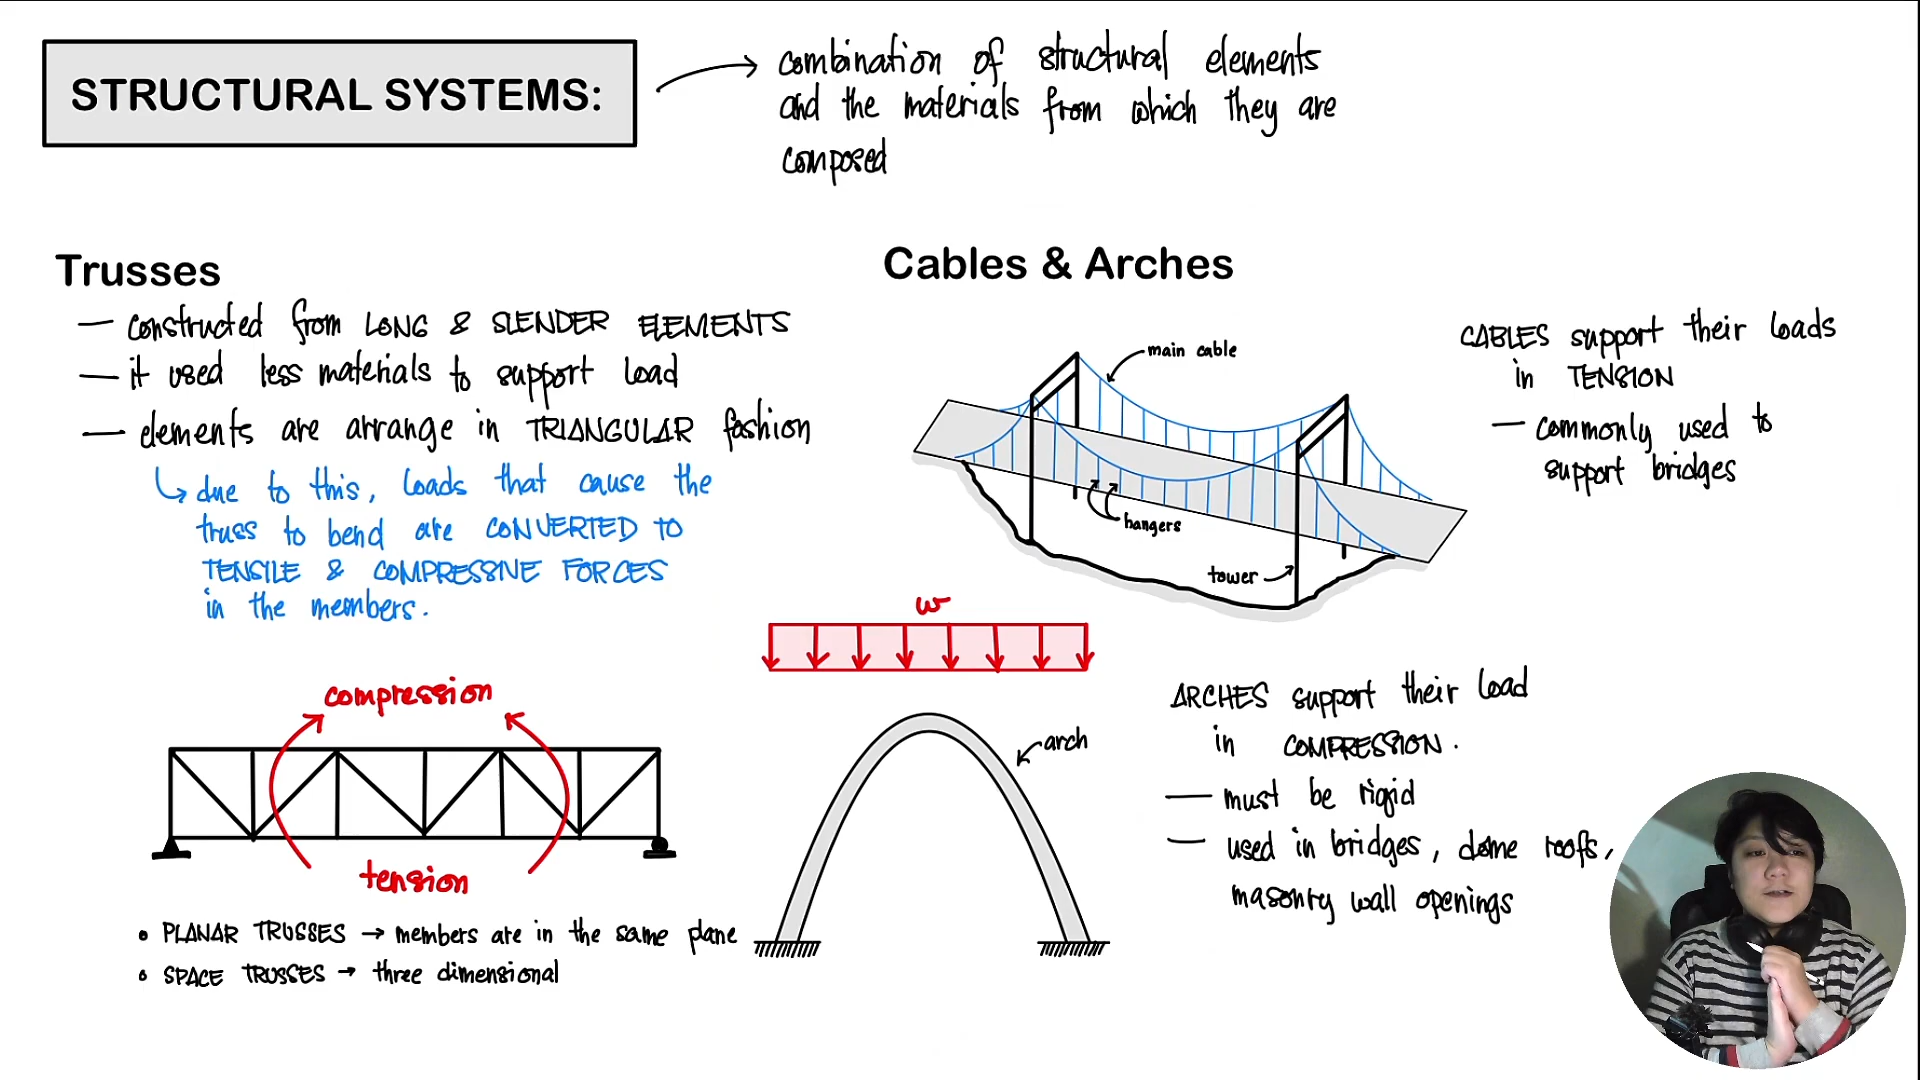 STRUCTURAL SYSTEMS:
combination of structural elements
and the materials from which they are
composed
Trusses
— constructed from LONG & SLENDER ELEMENTS
— it used less materials to support load
— elements are arrange in TRIANGULAR fashion
due to this, loads that cause the
truss to bend are CONVERTED TO
TENSILE & COMPRESSIVE FORCES
in the members.
compression
tension
• PLANAR TRUSSES → members are in the same plane
• SPACE TRUSSES → three dimensional
Cables & Arches
main cable
hangers
tower
CABLES support their loads
in TENSION
— commonly used to
support bridges
w
arch
ARCHES support their load
in COMPRESSION.
— must be rigid
— used in bridges, dome roofs,
masonry wall openings